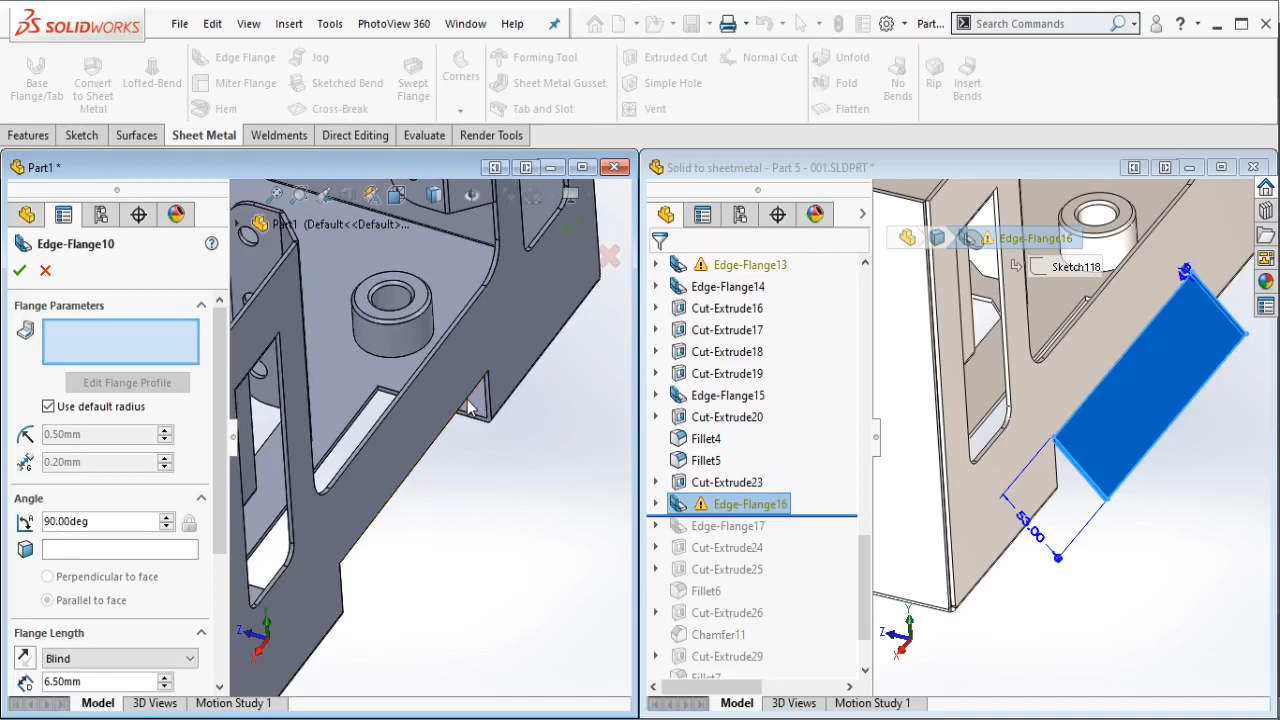 SOLIDWORKS File Edit View Insert Tools PhotoView 360 Window Help Part... Search Commands ?
Edge Flange Jog Forming Tool Extruded Cut Normal Cut Unfold
Base Flange/Tab Convert to Sheet Metal Lofted-Bend Miter Flange Sketched Bend Swept Flange Corners Sheet Metal Gusset Simple Hole Fold No Bends Rip Insert Bends
Hem Cross-Break Tab and Slot Vent Flatten
Features Sketch Surfaces Sheet Metal Weldments Direct Editing Evaluate Render Tools
Part1 *
Part1 (Default<<Default>...
Edge-Flange10
Flange Parameters
Edit Flange Profile
Use default radius
0.50mm
0.20mm
Angle
90.00deg
Perpendicular to face
Parallel to face
Flange Length
Blind
6.50mm
Z Y X
Model 3D Views Motion Study 1
Solid to sheetmetal - Part 5 - 001.SLDPRT *
Edge-Flange16
Sketch118
Edge-Flange13
Edge-Flange14
Cut-Extrude16
Cut-Extrude17
Cut-Extrude18
Cut-Extrude19
Edge-Flange15
Cut-Extrude20
Fillet4
Fillet5
Cut-Extrude23
Edge-Flange16
Edge-Flange17
Cut-Extrude24
Cut-Extrude25
Fillet6
Cut-Extrude26
Chamfer11
Cut-Extrude29
Fillet7
53.00
Z Y X
Model 3D Views Motion Study 1